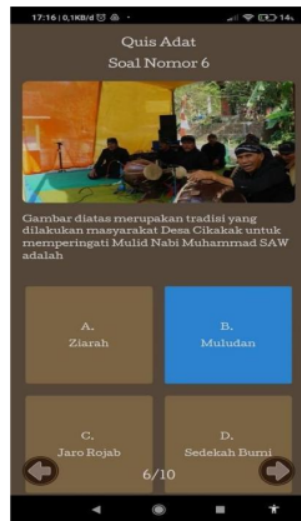 17:16 | 0,1KB/d
14
Quis Adat
Soal Nomor 6
Gambar diatas merupakan tradisi yang
dilakukan masyarakat Desa Cikakak untuk
memperingati Mulid Nabi Muhammad SAW
adalah
A.
Ziarah
B.
Muludan
C.
Jaro Rojab
D.
Sedekah Bumi
6/10